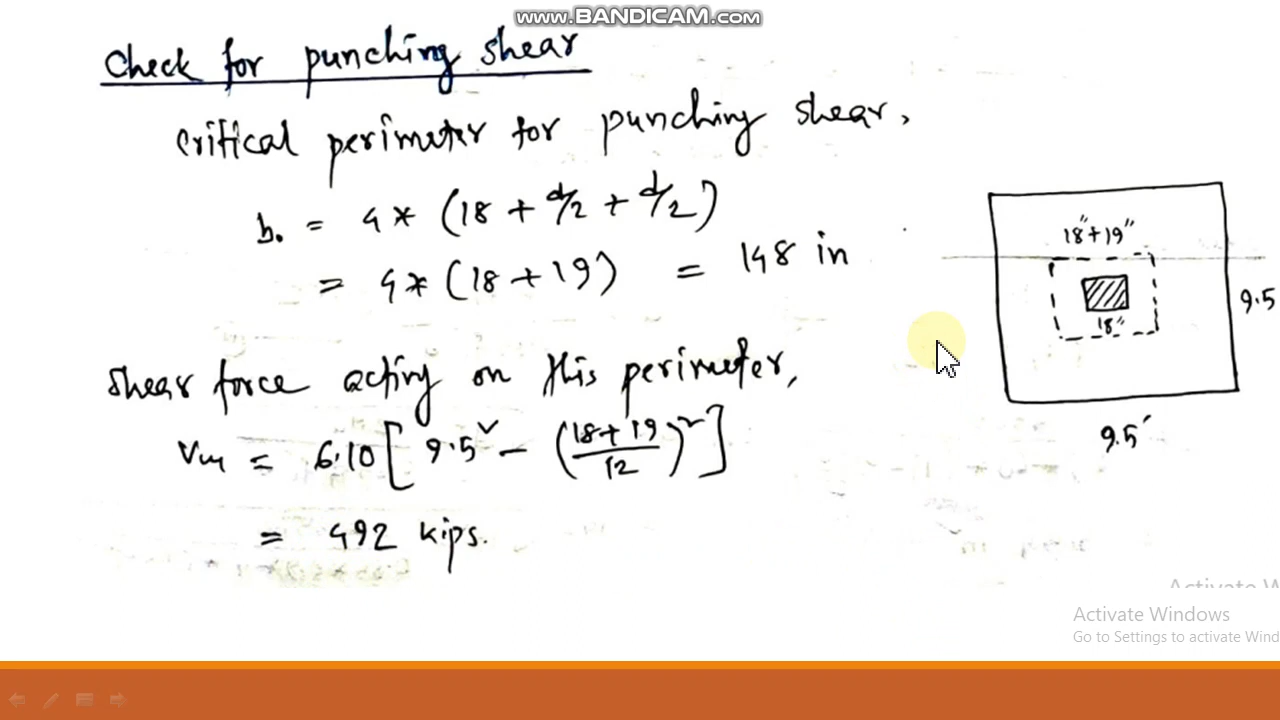 www.BANDICAM.com
Check for punching shear
critical perimeter for punching shear,
b₀ = 4* (18 + d/2 + d/2)
= 4* (18 + 19) = 148 in
18"+19"
18"
9.5
9.5'
shear force acting on this perimeter,
Vu = 6.10 [ 9.5² - ((18+19)/12)² ]
= 492 kips.
Activate W
Activate Windows
Go to Settings to activate Wind